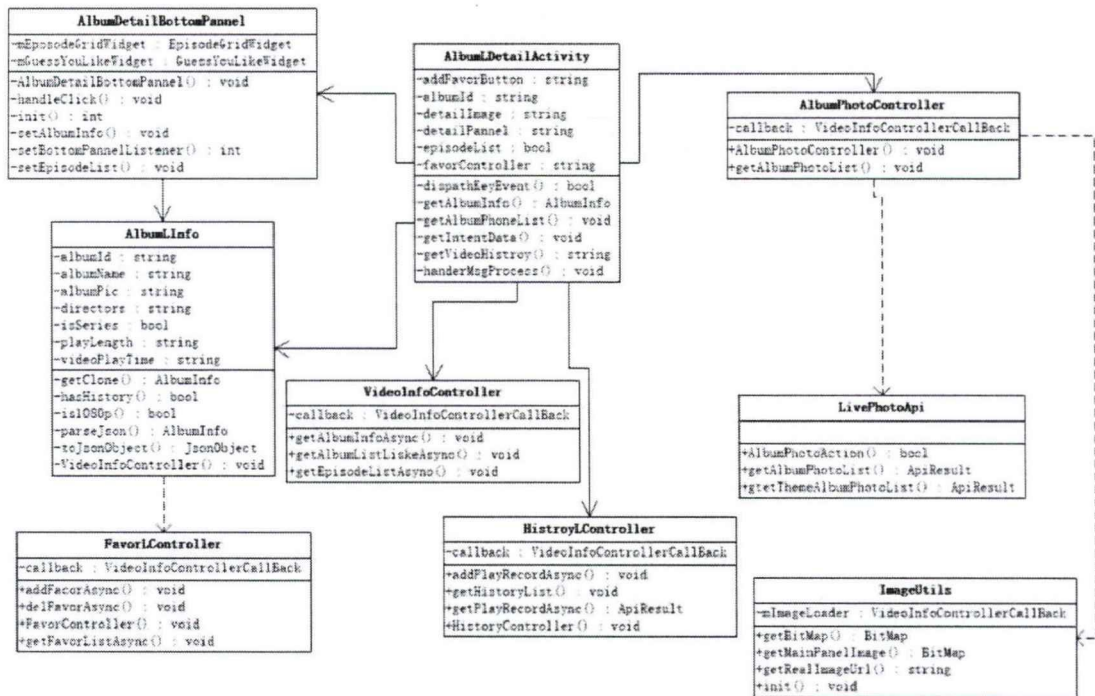 AlbumDetailBottomPannel
-mEposodeGridWidget : EpisodeGridWidget
-mGuessYouLikeWidget : GuessYouLikeWidget
-AlbumDetailBottomPannel() : void
-handleClick() : void
-init() : int
-setAlbumInfo() : void
-setBottomPannelListener() : int
-setEpisodeList() : void
AlbumLDetailActivity
-addFavorButton : string
-albumId : string
-detailImage : string
-detailPannel : string
-episodeList : bool
-favorController : string
-dispathKeyEvent() : bool
-getAlbumInfo() : AlbumInfo
-getAlbumPhoneList() : void
-getIntentData() : void
-getVideoHistroy() : string
-handerMsgProcess() : void
AlbumPhotoController
-callback : VideoInfoControllerCallBack
+AlbumPhotoController() : void
+getAlbumPhotoList() : void
AlbumLInfo
-albumId : string
-albumName : string
-albumPic : string
-directors : string
-isSeries : bool
-playLength : string
-videoPlayTime : string
-getClone() : AlbumInfo
-hasHistory() : bool
-is1080p() : bool
-parseJson() : AlbumInfo
-toJsonObject() : JsonObject
-VideoInfoController() : void
VideoInfoController
-callback : VideoInfoControllerCallBack
+getAlbumInfoAsync() : void
+getAlbumListLiskeAsync() : void
+getEpisodeListAsync() : void
LivePhotoApi
+AlbumPhotoAction() : bool
+getAlbumPhotoList() : ApiResult
+gtetThemeAlbumPhotoList() : ApiResult
FavorLController
-callback : VideoInfoControllerCallBack
+addFacorAsync() : void
+delFavorAsync() : void
+FavorController() : void
+getFavorListAsync() : void
HistroyLController
-callback : VideoInfoControllerCallBack
+addPlayRecordAsync() : void
+getHistoryList() : void
+getPlayRecordAsync() : ApiResult
+HistoryController() : void
ImageUtils
-mImageLoader : VideoInfoControllerCallBack
+getBitMap() : BitMap
+getMainPanelImage() : BitMap
+getRealImageUrl() : string
+init() : void